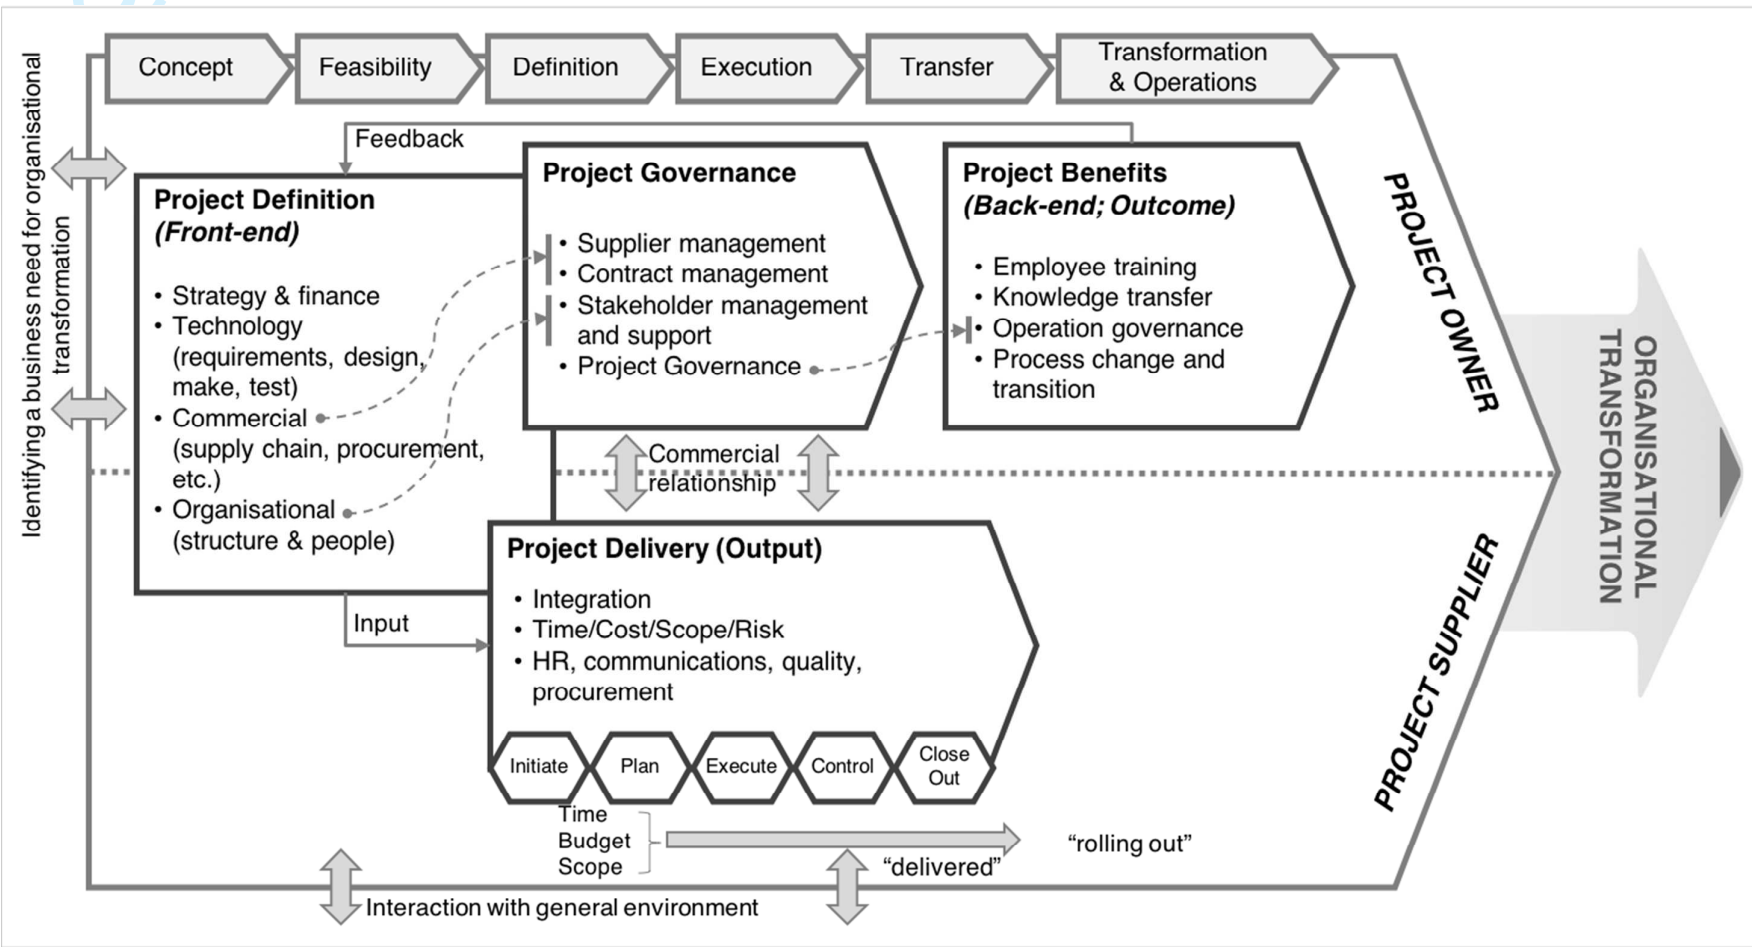 Concept
Feasibility
Definition
Execution
Transfer
Transformation
& Operations
Identifying a business need for organisational
transformation
Feedback
Project Definition
(Front-end)
• Strategy & finance
• Technology
(requirements, design,
make, test)
• Commercial
(supply chain, procurement,
etc.)
• Organisational
(structure & people)
Project Governance
• Supplier management
• Contract management
• Stakeholder management
and support
• Project Governance
Project Benefits
(Back-end; Outcome)
• Employee training
• Knowledge transfer
• Operation governance
• Process change and
transition
PROJECT OWNER
Commercial
relationship
Input
Project Delivery (Output)
• Integration
• Time/Cost/Scope/Risk
• HR, communications, quality,
procurement
Initiate
Plan
Execute
Control
Close
Out
Time
Budget
Scope
“delivered”
“rolling out”
PROJECT SUPPLIER
ORGANISATIONAL
TRANSFORMATION
Interaction with general environment